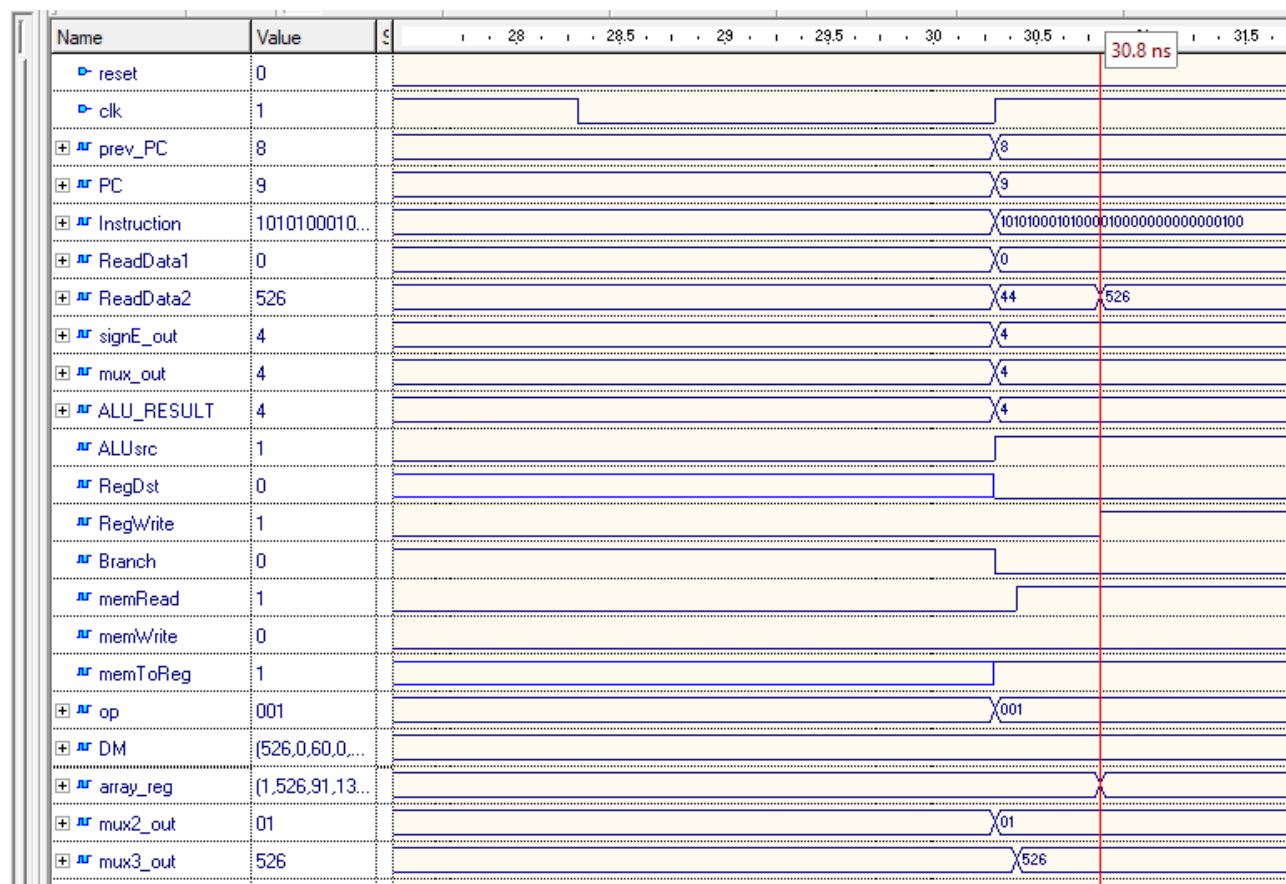 Name Value S 28 28.5 29 29.5 30 30.5 31.5
30.8 ns
reset 0
clk 1
prev_PC 8 8
PC 9 9
Instruction 1010100010... 10101000101000010000000000000100
ReadData1 0 0
ReadData2 526 44 526
signE_out 4 4
mux_out 4 4
ALU_RESULT 4 4
ALUsrc 1
RegDst 0
RegWrite 1
Branch 0
memRead 1
memWrite 0
memToReg 1
op 001 001
DM (526,0,60,0,...
array_reg (1,526,91,13...
mux2_out 01 01
mux3_out 526 526